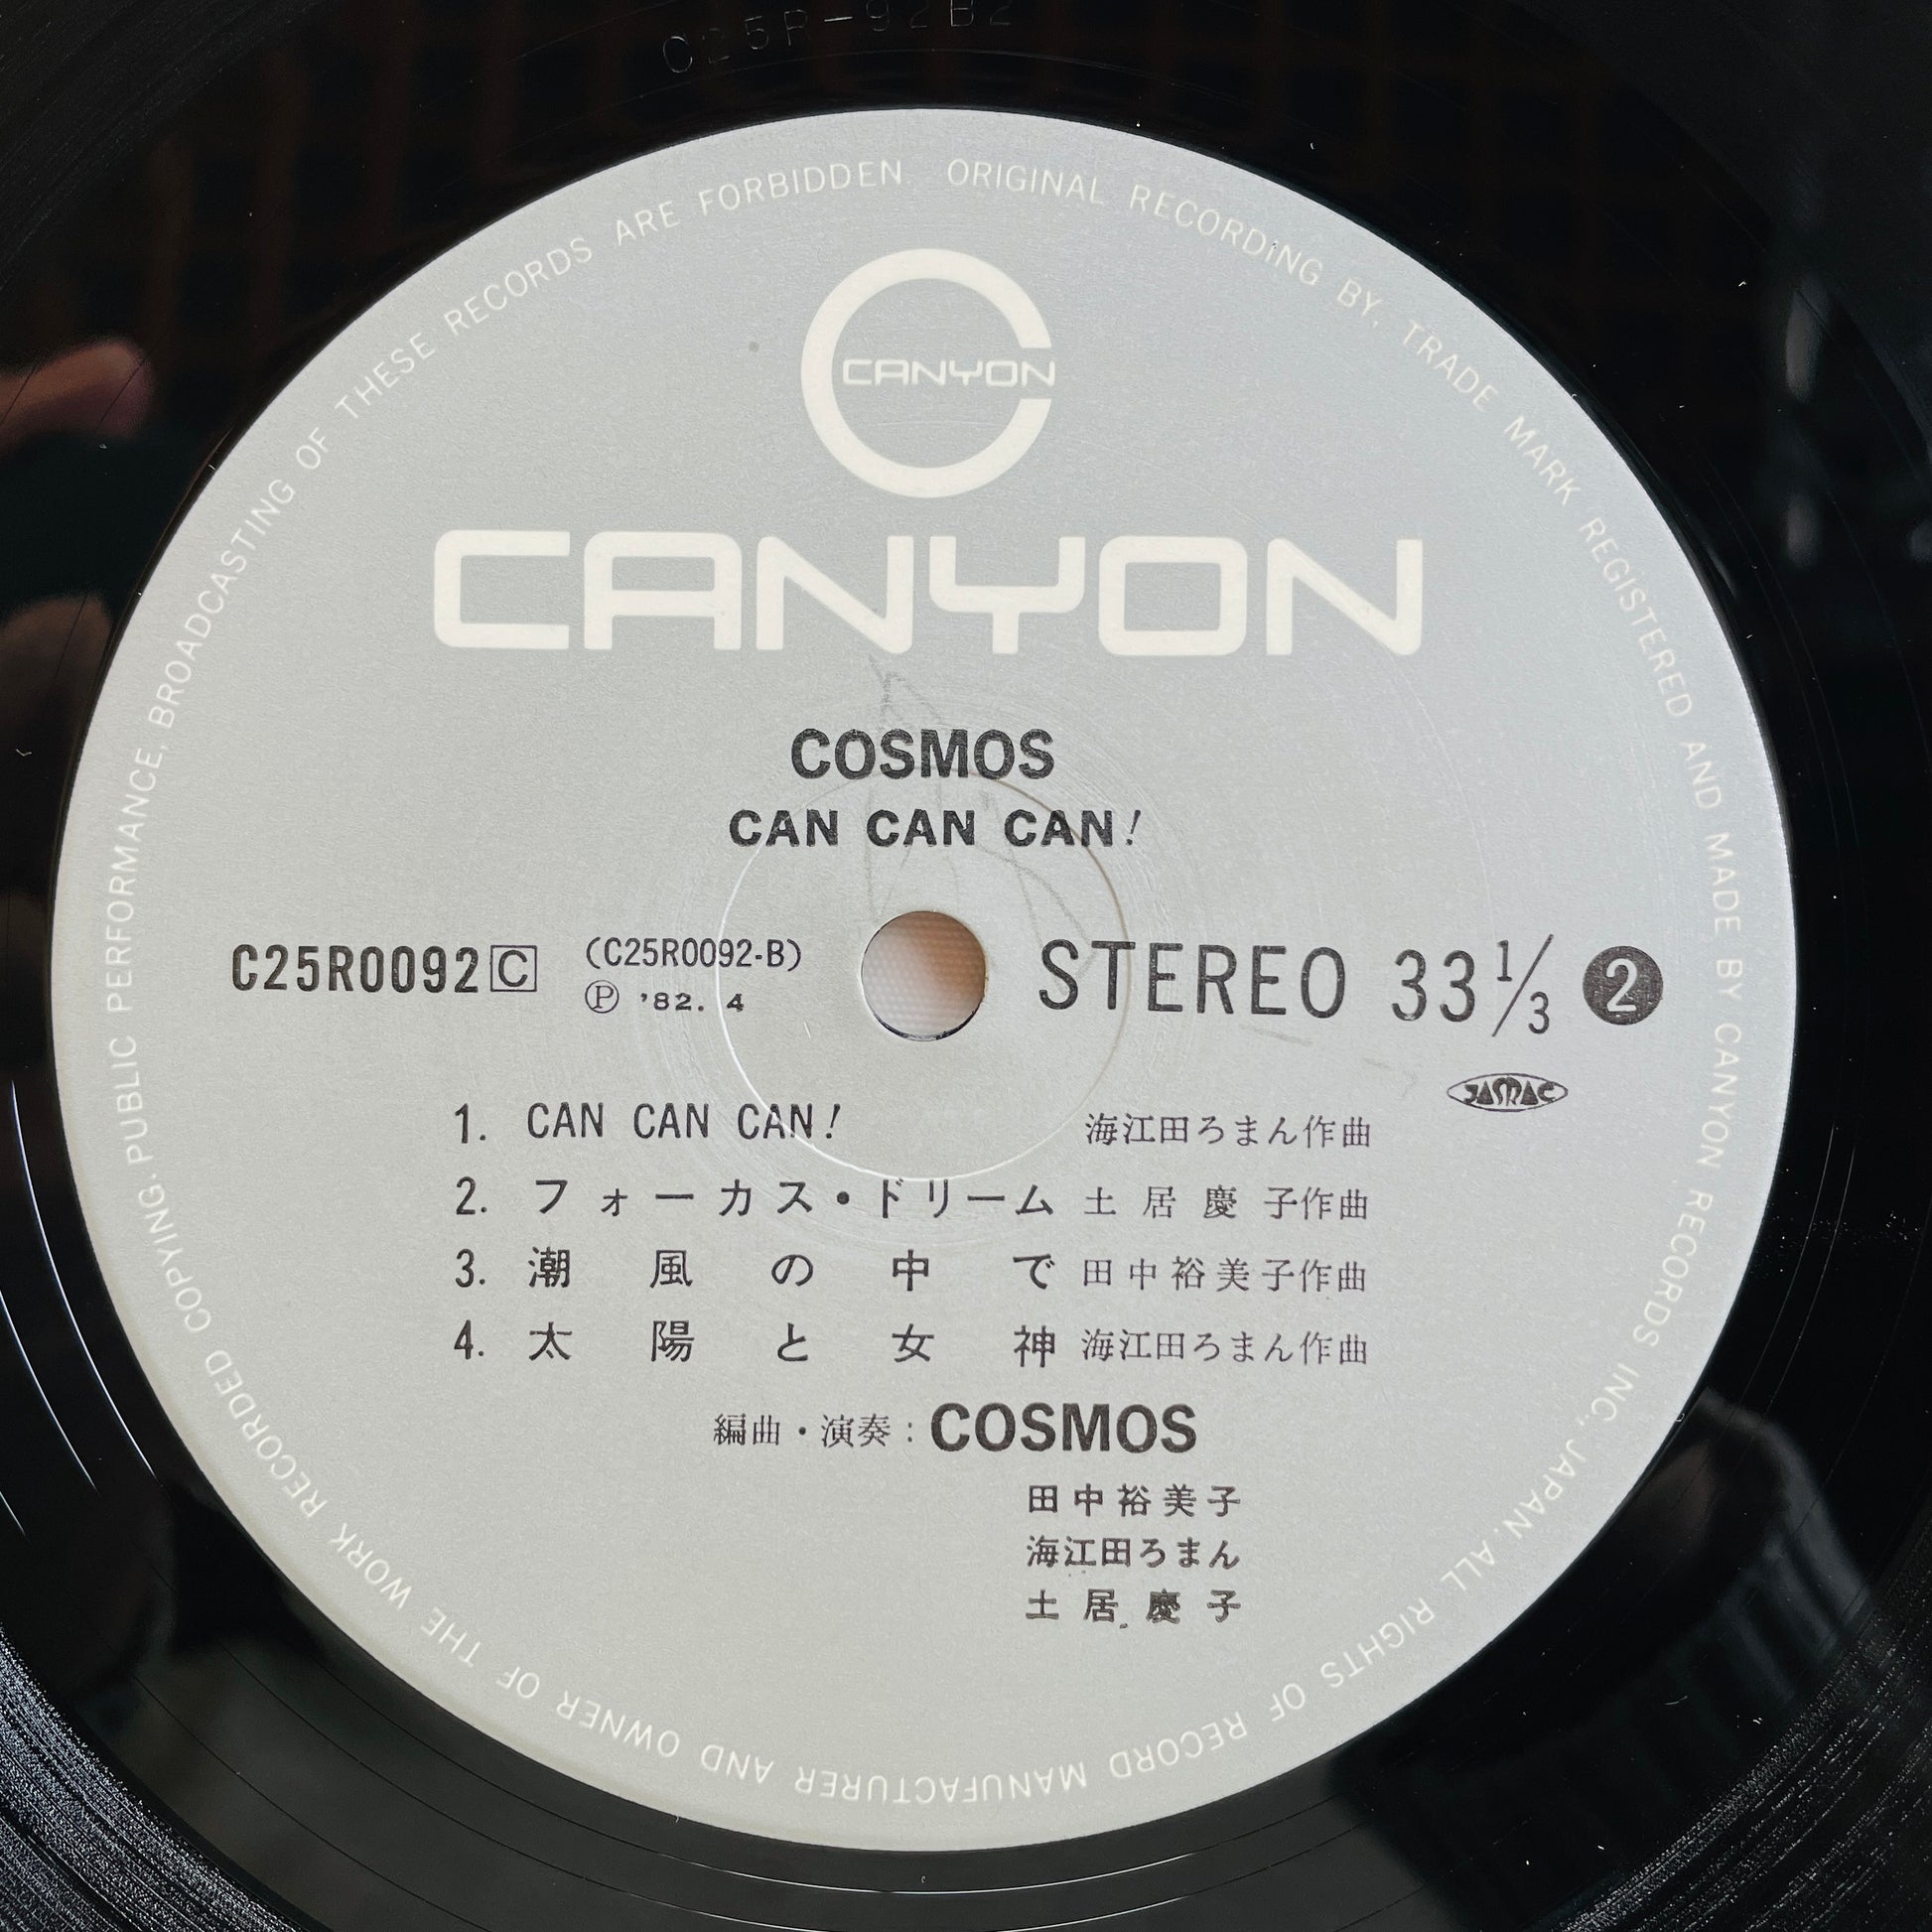 C25R-92B2
ORIGINAL RECORDING BY, TRADE MARK REGISTERED AND MADE BY CANYON RECORDS INC., JAPAN. ALL RIGHTS OF RECORD MANUFACTURER AND OWNER OF THE WORK RECORDED COPYING. PUBLIC PERFORMANCE, BROADCASTING OF THESE RECORDS ARE FORBIDDEN.
CANYON
CANYON
COSMOS
CAN CAN CAN!
C25R0092 C (C25R0092-B) STEREO 33 1/3 2
Ⓟ '82. 4
JASRAC
1. CAN CAN CAN! 海江田ろまん作曲
2. フォーカス・ドリーム 土居慶子作曲
3. 潮風の中で 田中裕美子作曲
4. 太陽と女神 海江田ろまん作曲
編曲・演奏:COSMOS
田中裕美子
海江田ろまん
土居慶子